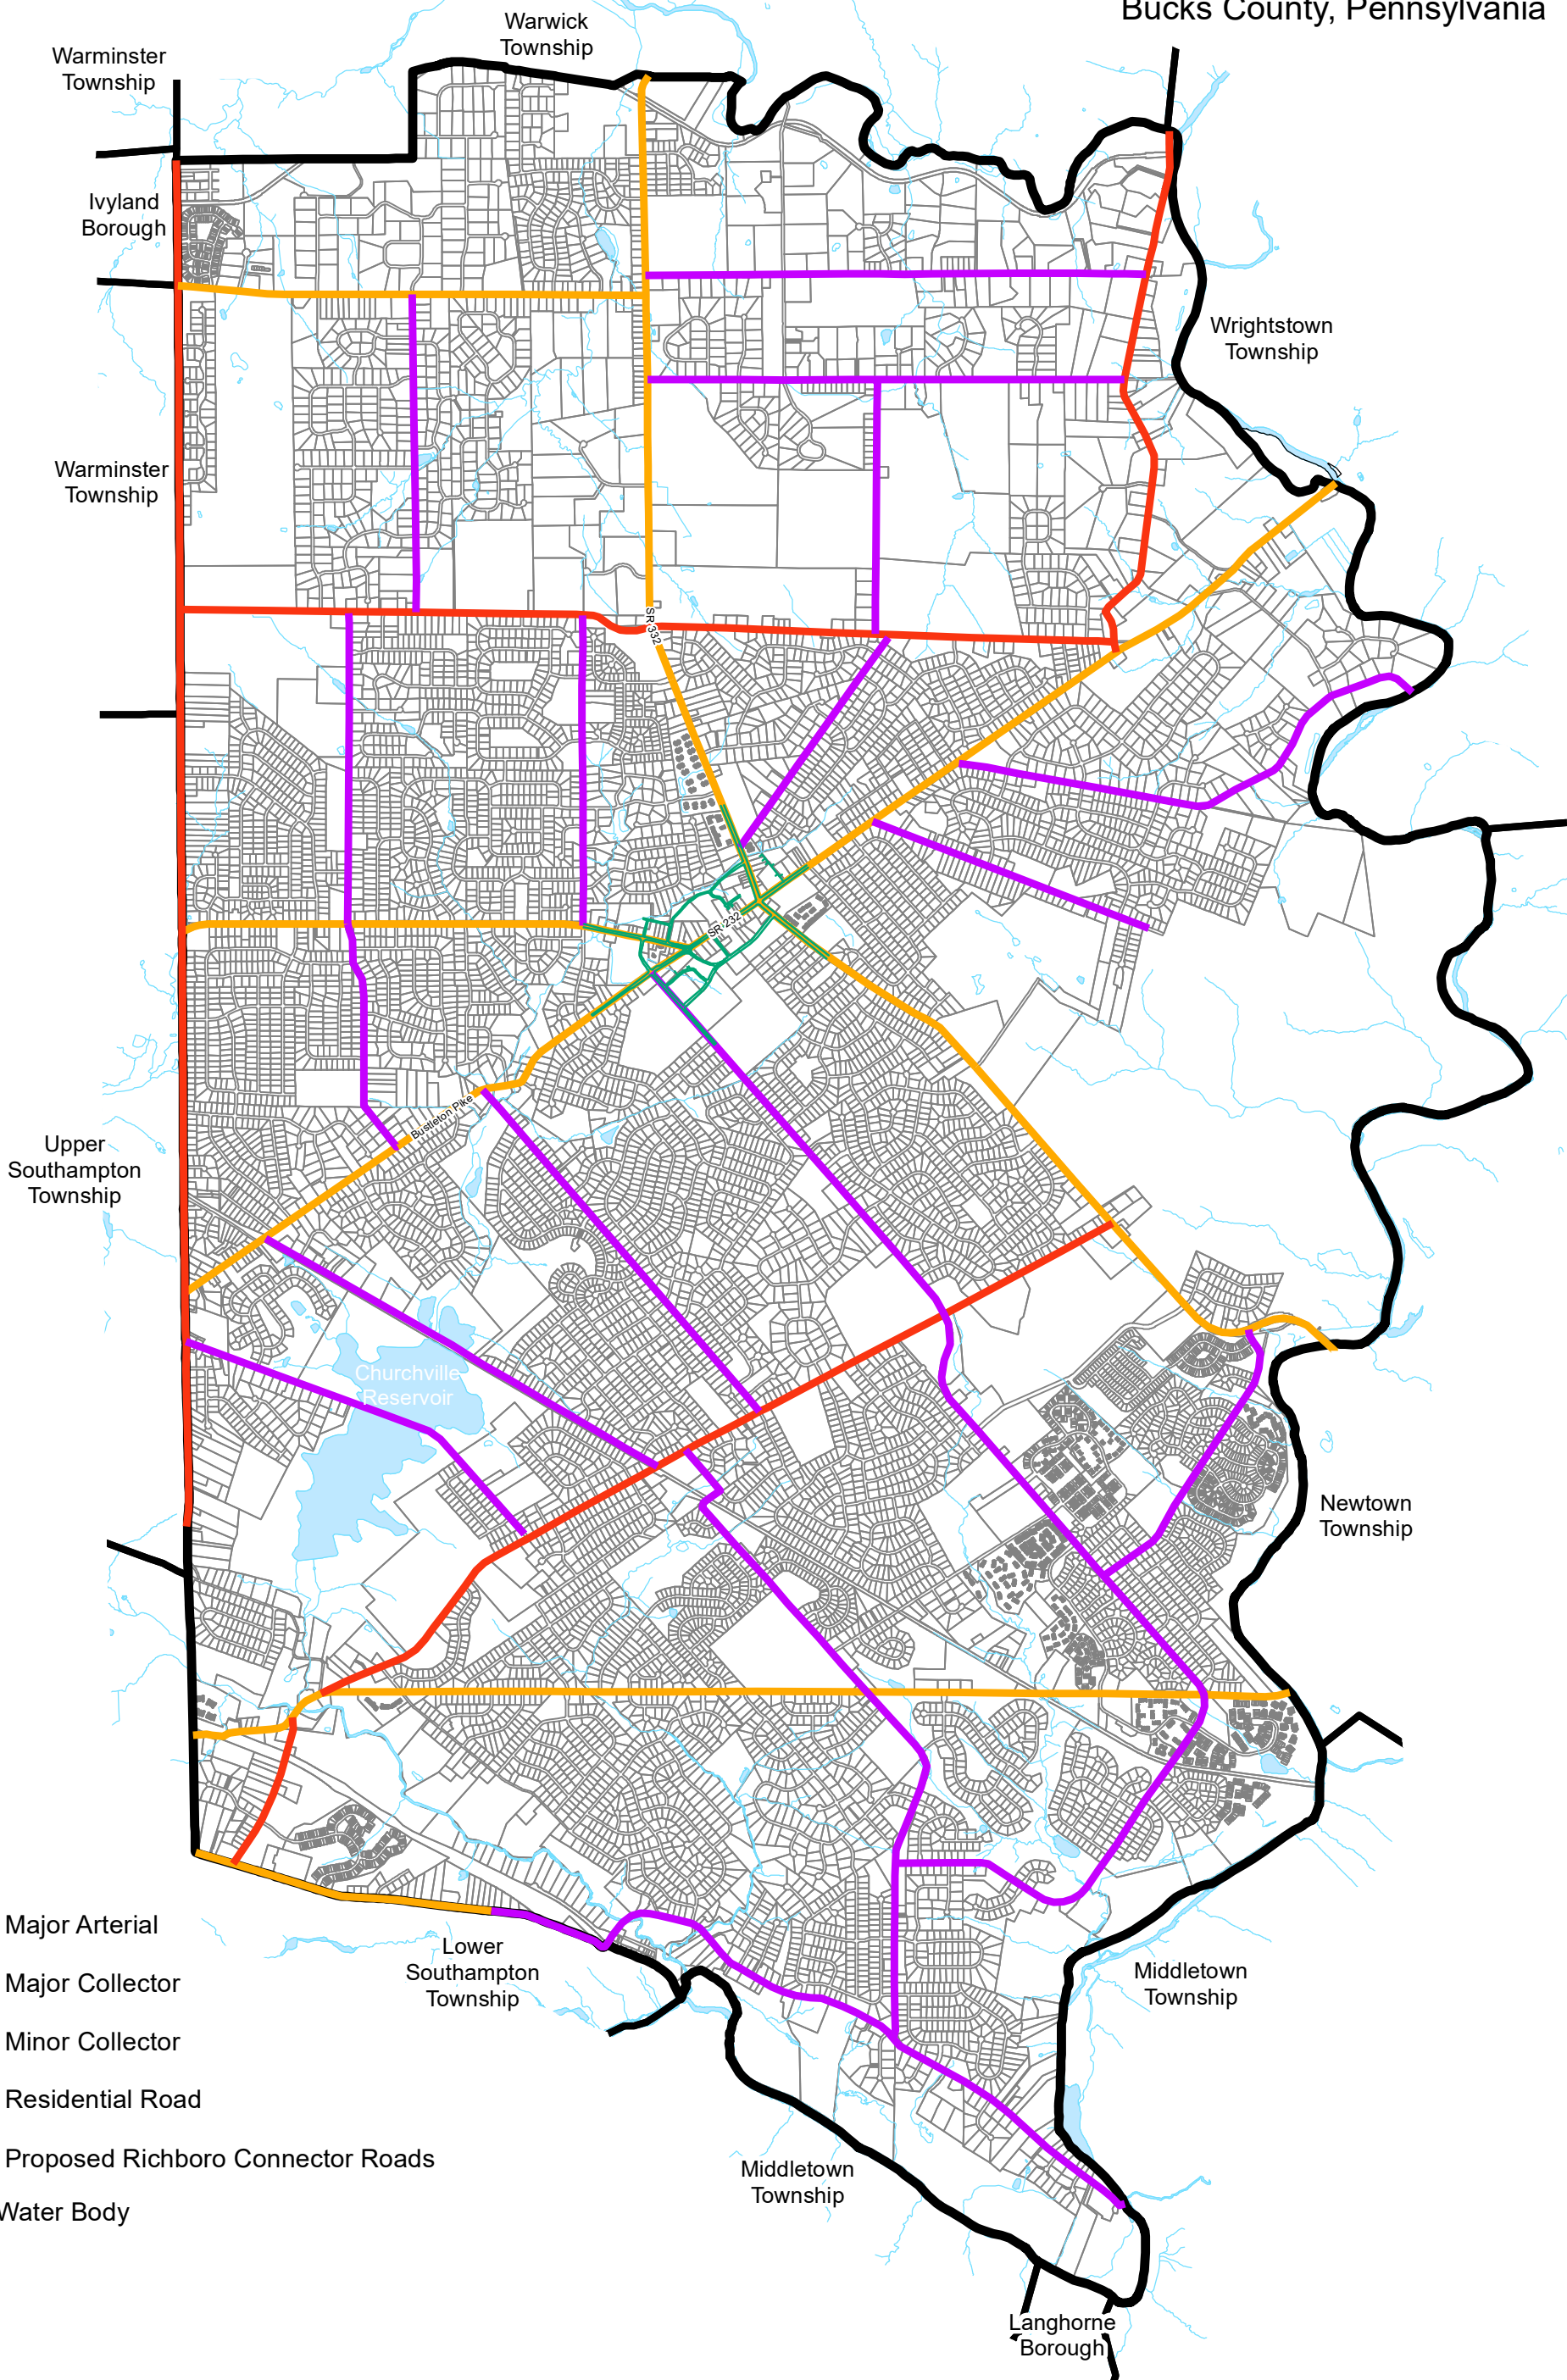 Bucks County, Pennsylvania
Warwick
Township
Warminster
Township
Ivyland
Borough
Wrightstown
Township
Warminster
Township
SR 332
SR 232
Bustleton Pike
Upper
Southampton
Township
Churchville
Reservoir
Newtown
Township
Major Arterial
Major Collector
Minor Collector
Residential Road
Proposed Richboro Connector Roads
Water Body
Lower
Southampton
Township
Middletown
Township
Middletown
Township
Langhorne
Borough